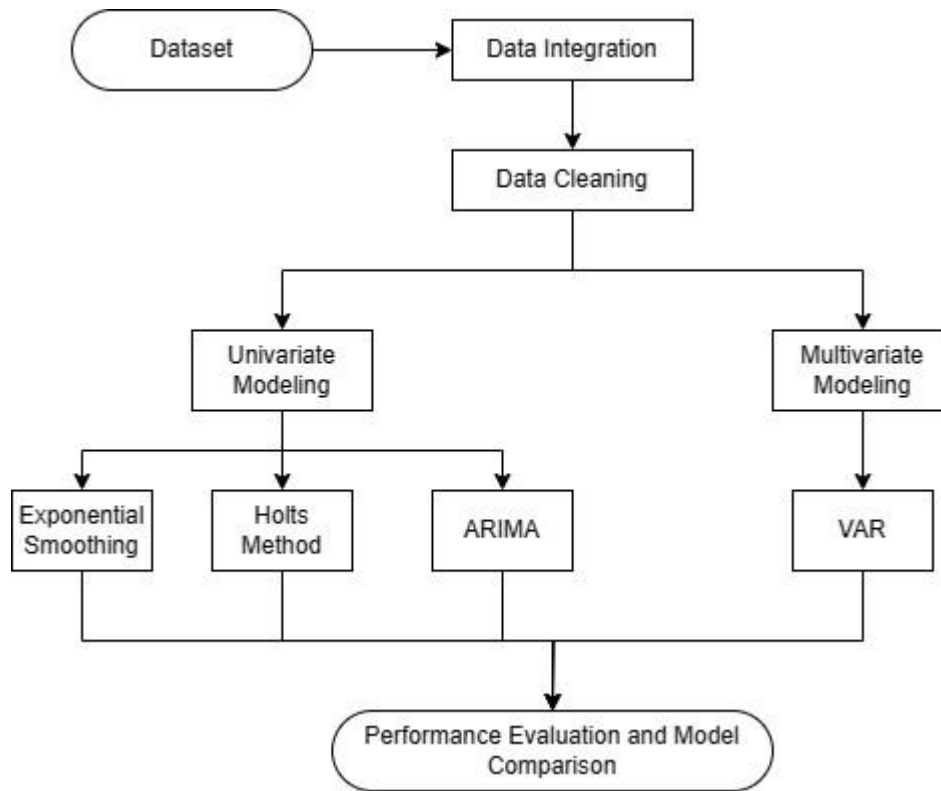 Dataset
Data Integration
Data Cleaning
Univariate
Modeling
Multivariate
Modeling
Exponential
Smoothing
Holts
Method
ARIMA
VAR
Performance Evaluation and Model
Comparison